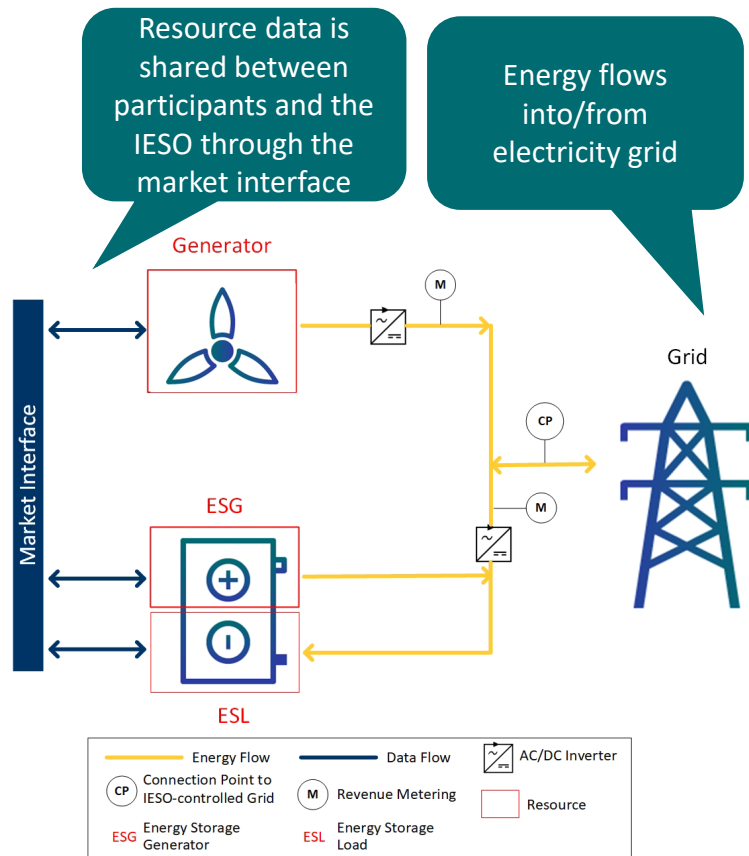 Resource data is
shared between
participants and the
IESO through the
market interface
Energy flows
into/from
electricity grid
Generator
M
Grid
CP
Market Interface
ESG
M
ESL
Energy Flow
Data Flow
AC/DC Inverter
CP
Connection Point to
IESO-controlled Grid
M
Revenue Metering
Resource
ESG
Energy Storage
Generator
ESL
Energy Storage
Load